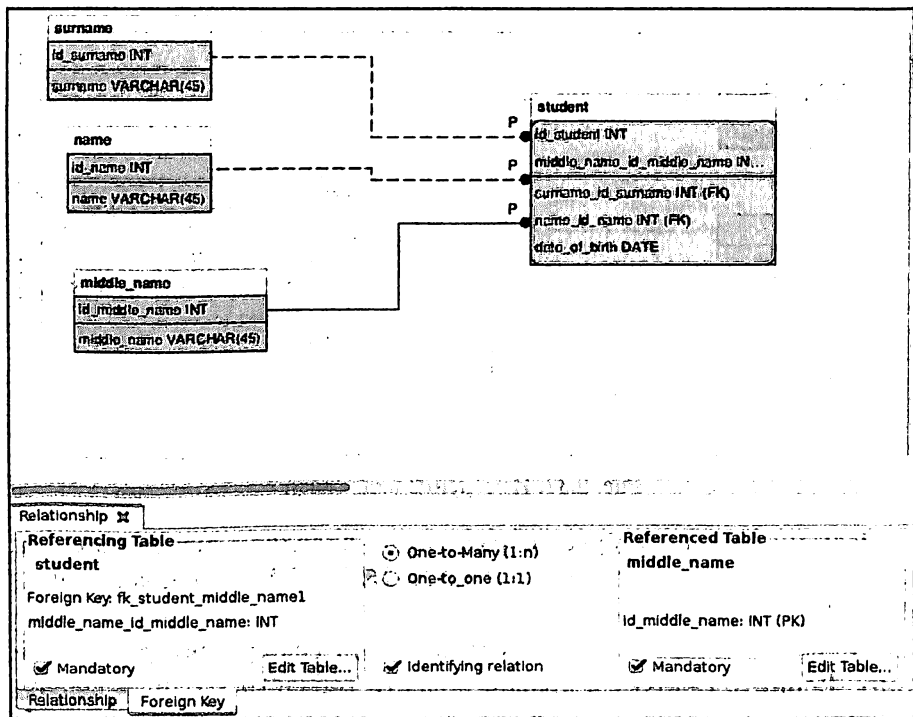 surname
id_surname INT
surname VARCHAR(45)
name
id_name INT
name VARCHAR(45)
middle_name
id_middle_name INT
middle_name VARCHAR(45)
student
id_student INT
middle_name_id_middle_name IN...
surname_id_surname INT (FK)
name_id_name INT (FK)
date_of_birth DATE
P
P
P
Relationship
Referencing Table
student
Foreign Key: fk_student_middle_name1
middle_name_id_middle_name: INT
Mandatory
Edit Table...
One-to-Many (1:n)
One-to_one (1:1)
Identifying relation
Referenced Table
middle_name
id_middle_name: INT (PK)
Mandatory
Edit Table...
Relationship
Foreign Key